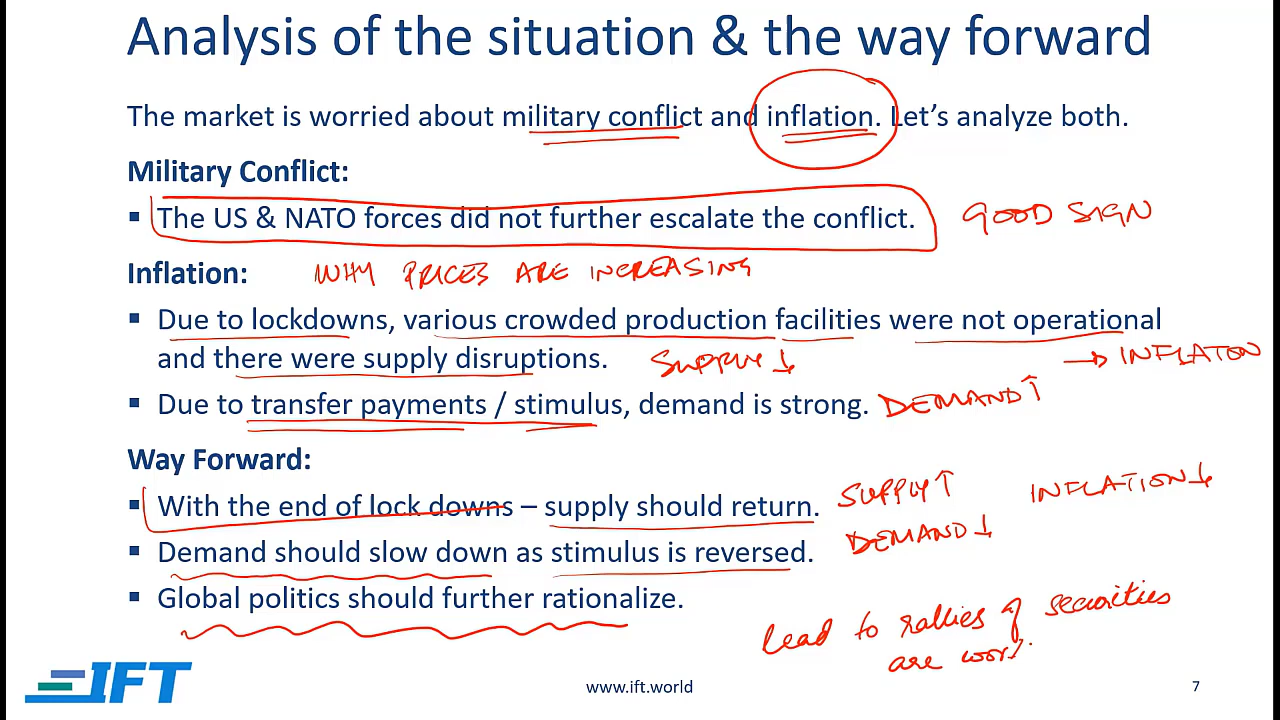 Analysis of the situation & the way forward
The market is worried about military conflict and inflation. Let's analyze both.
Military Conflict:
▪ The US & NATO forces did not further escalate the conflict. GOOD SIGN
Inflation: WHY PRICES ARE INCREASING
▪ Due to lockdowns, various crowded production facilities were not operational
and there were supply disruptions. SUPPLY ↓ → INFLATON
▪ Due to transfer payments / stimulus, demand is strong. DEMAND ↑
Way Forward:
▪ With the end of lock downs – supply should return. SUPPLY ↑ INFLATION ↓
▪ Demand should slow down as stimulus is reversed. DEMAND ↓
▪ Global politics should further rationalize.
lead to rallies of securities
are
IFT www.ift.world 7